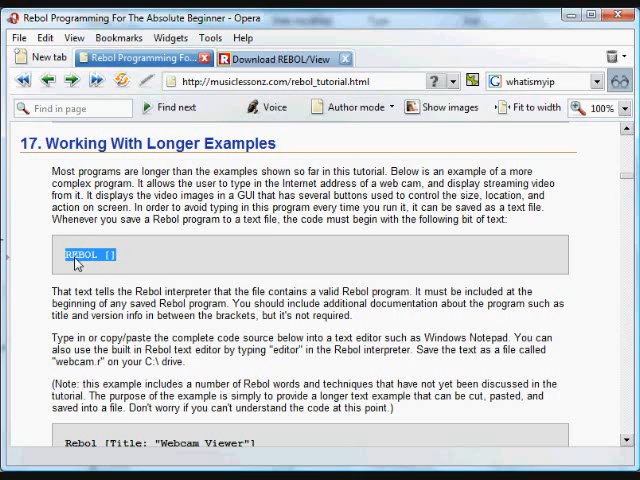 Rebol Programming For The Absolute Beginner - Opera
File Edit View Bookmarks Widgets Tools Help
New tab Rebol Programming For... Download REBOL/View
http://musiclessonz.com/rebol_tutorial.html whatismyip
Find in page Find next Voice Author mode Show images Fit to width 100%
17. Working With Longer Examples
Most programs are longer than the examples shown so far in this tutorial. Below is an example of a more
complex program. It allows the user to type in the Internet address of a web cam, and display streaming video
from it. It displays the video images in a GUI that has several buttons used to control the size, location, and
action on screen. In order to avoid typing in this program every time you run it, it can be saved as a text file.
Whenever you save a Rebol program to a text file, the code must begin with the following bit of text:
REBOL []
That text tells the Rebol interpreter that the file contains a valid Rebol program. It must be included at the
beginning of any saved Rebol program. You should include additional documentation about the program such as
title and version info in between the brackets, but it's not required.
Type in or copy/paste the complete code source below into a text editor such as Windows Notepad. You can
also use the built in Rebol text editor by typing "editor" in the Rebol interpreter. Save the text as a file called
"webcam.r" on your C:\ drive.
(Note: this example includes a number of Rebol words and techniques that have not yet been discussed in the
tutorial. The purpose of the example is simply to provide a longer text example that can be cut, pasted, and
saved into a file. Don't worry if you can't understand the code at this point.)
Rebol [Title: "Webcam Viewer"]